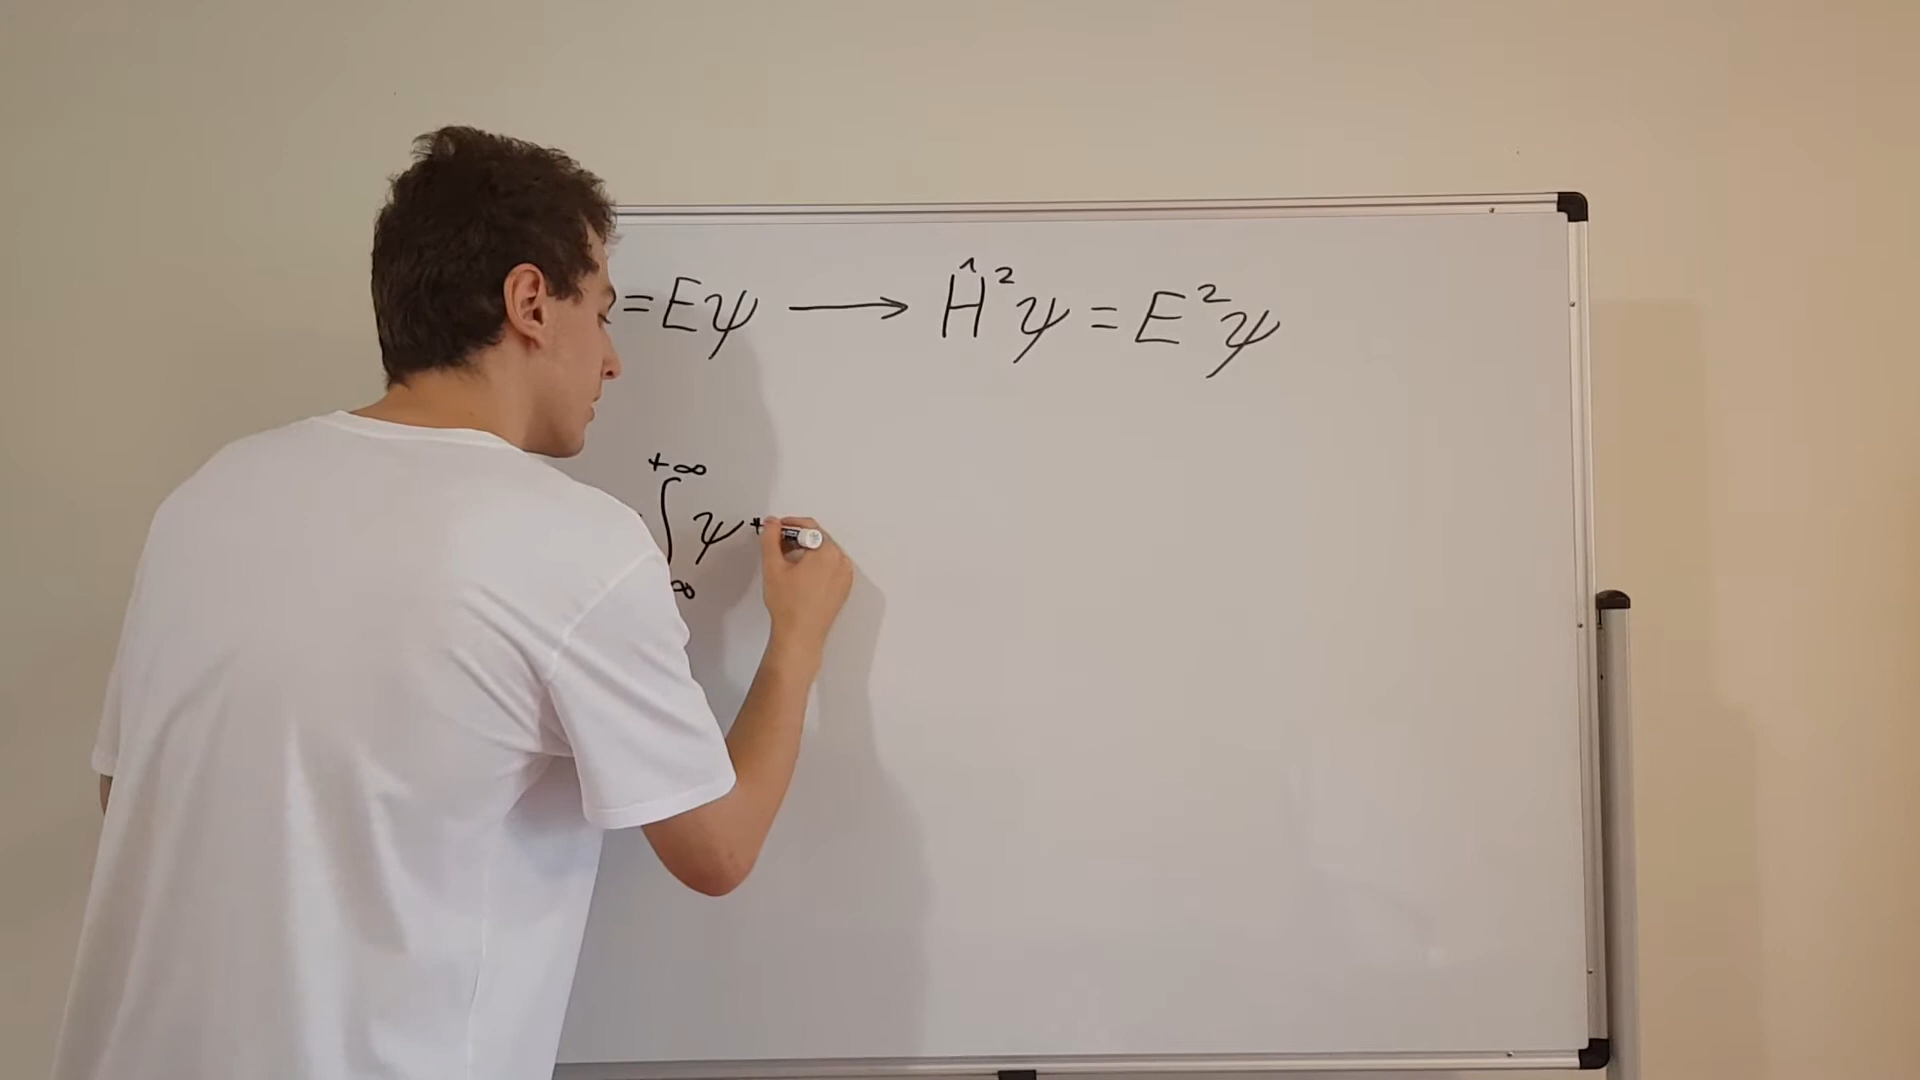 = Eψ ⟶ Ĥ²ψ = E²ψ
+∞
∫ ψ*
∞